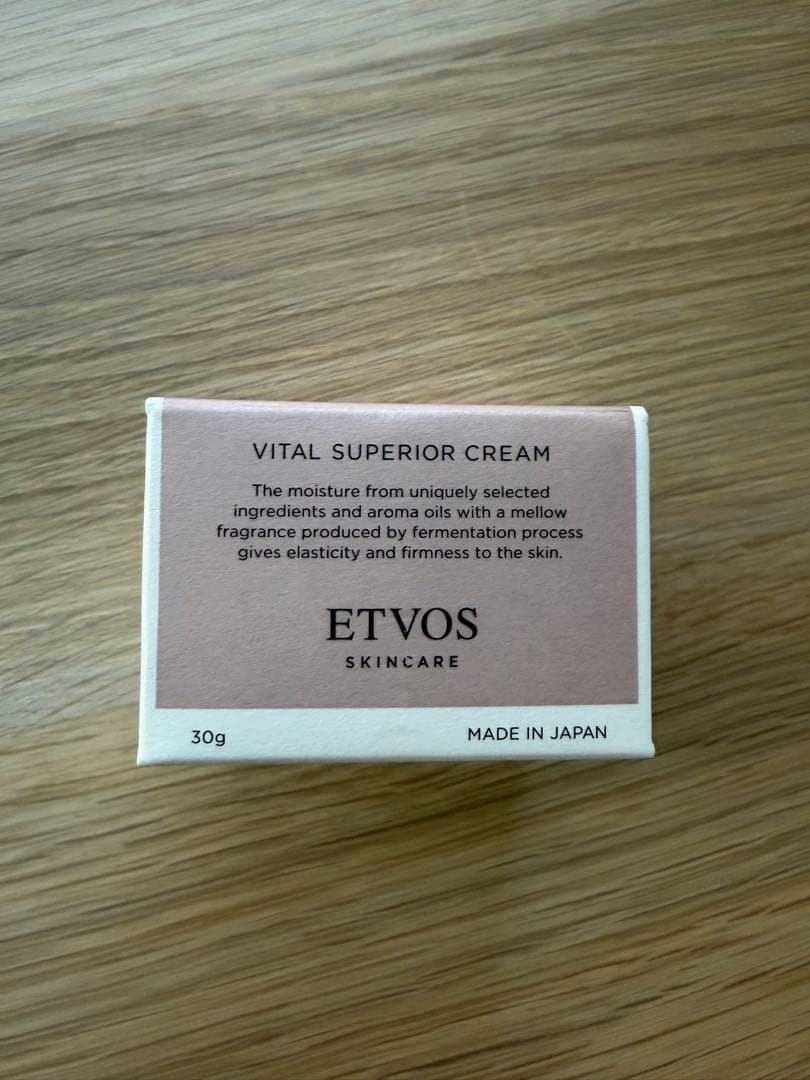 VITAL SUPERIOR CREAM
The moisture from uniquely selected
ingredients and aroma oils with a mellow
fragrance produced by fermentation process
gives elasticity and firmness to the skin.
ETVOS
SKINCARE
30g
MADE IN JAPAN